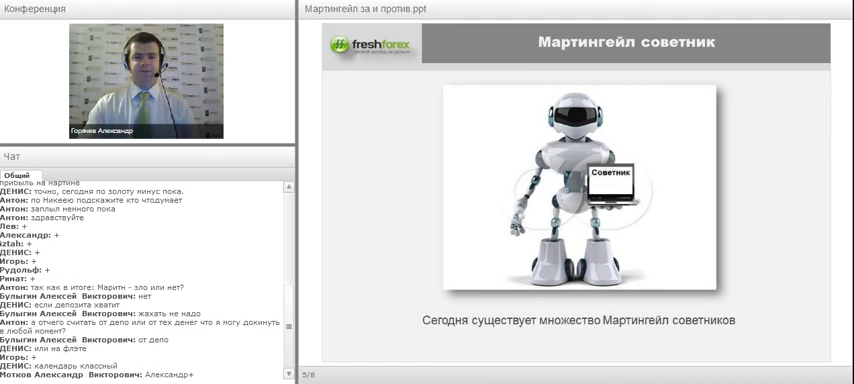 Конференция
Горячев Александр
Чат
Общий
прибыль на мартине
ДЕНИС: точно, сегодня по золоту минус пока.
Антон: по Никею подскажите кто чтодунает
Антон: заплыл немного пока
Антон: здравствуйте
Лев: +
Александр: +
iztah: +
ДЕНИС: +
Игорь: +
Рудольф: +
Ринат: +
Антон: так как в итоге: Маритн - зло или нет?
Булыгин Алексей Викторович: нет
ДЕНИС: если депозита хватит
Булыгин Алексей Викторович: жахать не надо
Антон: а отчего считать от депо или от тех денег что я могу докинуть
в любой момент?
Булыгин Алексей Викторович: от депо
ДЕНИС: или на флэте
Игорь: +
ДЕНИС: календарь классный
Мотков Александр Викторович: Александр+
Мартингейл за и против.ppt
freshforex
Мартингейл советник
Советник
Сегодня существует множество Мартингейл советников
5/8